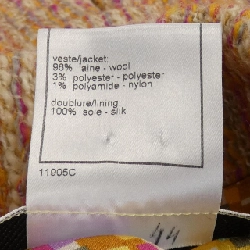 veste/jacket:
96% laine - wool
3% polyester - polyester
1% polyamide - nylon
doublure/lining
100% soie - silk
11005C
44